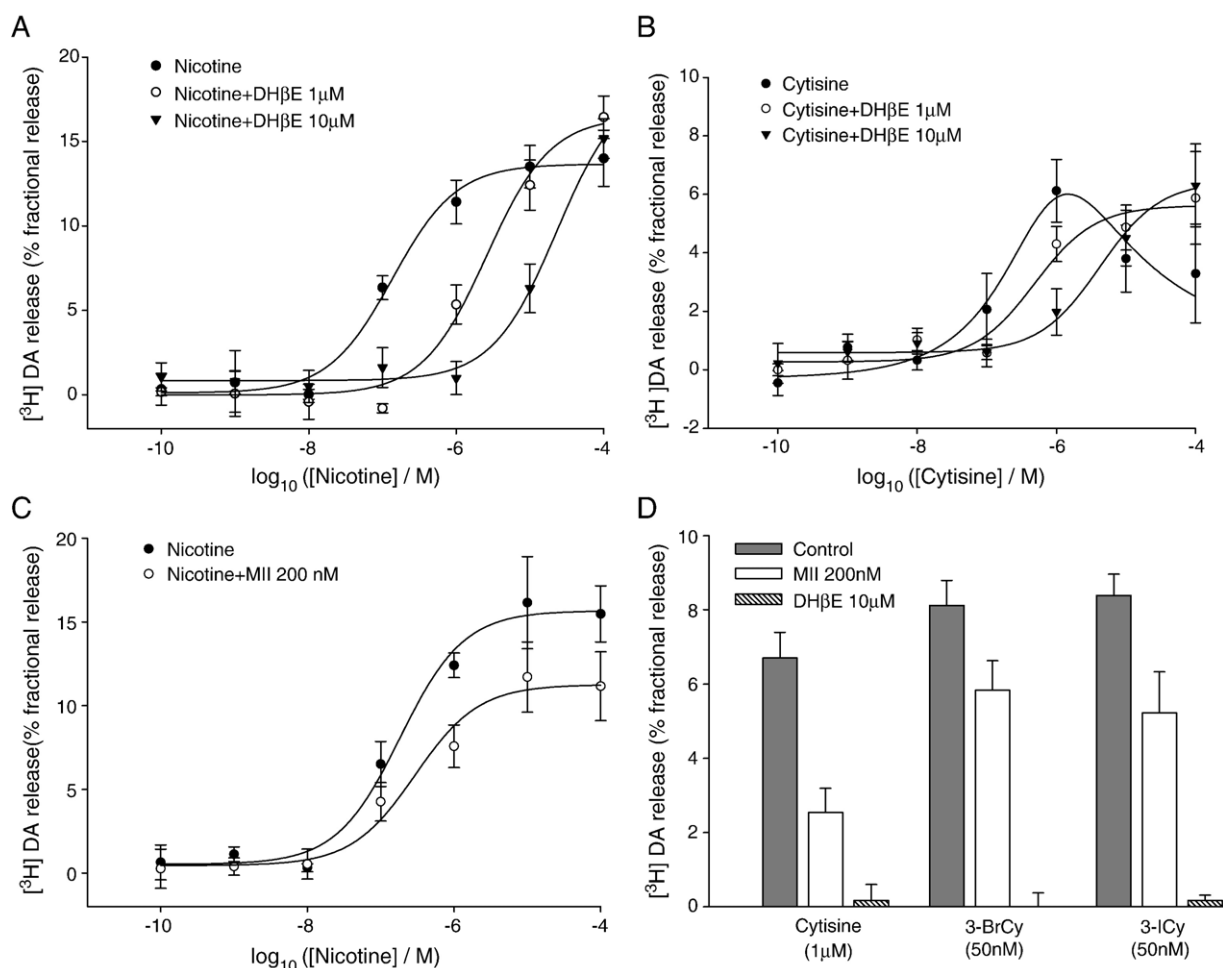 A
[³H] DA release (% fractional release)
20
15
10
5
0
● Nicotine
○ Nicotine+DHβE 1μM
▼ Nicotine+DHβE 10μM
-10 -8 -6 -4
log₁₀ ([Nicotine] / M)
B
[³H ]DA release (% fractional release)
10
8
6
4
2
0
-2
● Cytisine
○ Cytisine+DHβE 1μM
▼ Cytisine+DHβE 10μM
-10 -8 -6 -4
log₁₀ ([Cytisine] / M)
C
[³H] DA release(% fractional release)
20
15
10
5
0
● Nicotine
○ Nicotine+MII 200 nM
-10 -8 -6 -4
log₁₀ ([Nicotine] / M)
D
[³H] DA release (% fractional release)
10
8
6
4
2
0
Control
MII 200nM
DHβE 10μM
Cytisine 3-BrCy 3-ICy
(1μM) (50nM) (50nM)